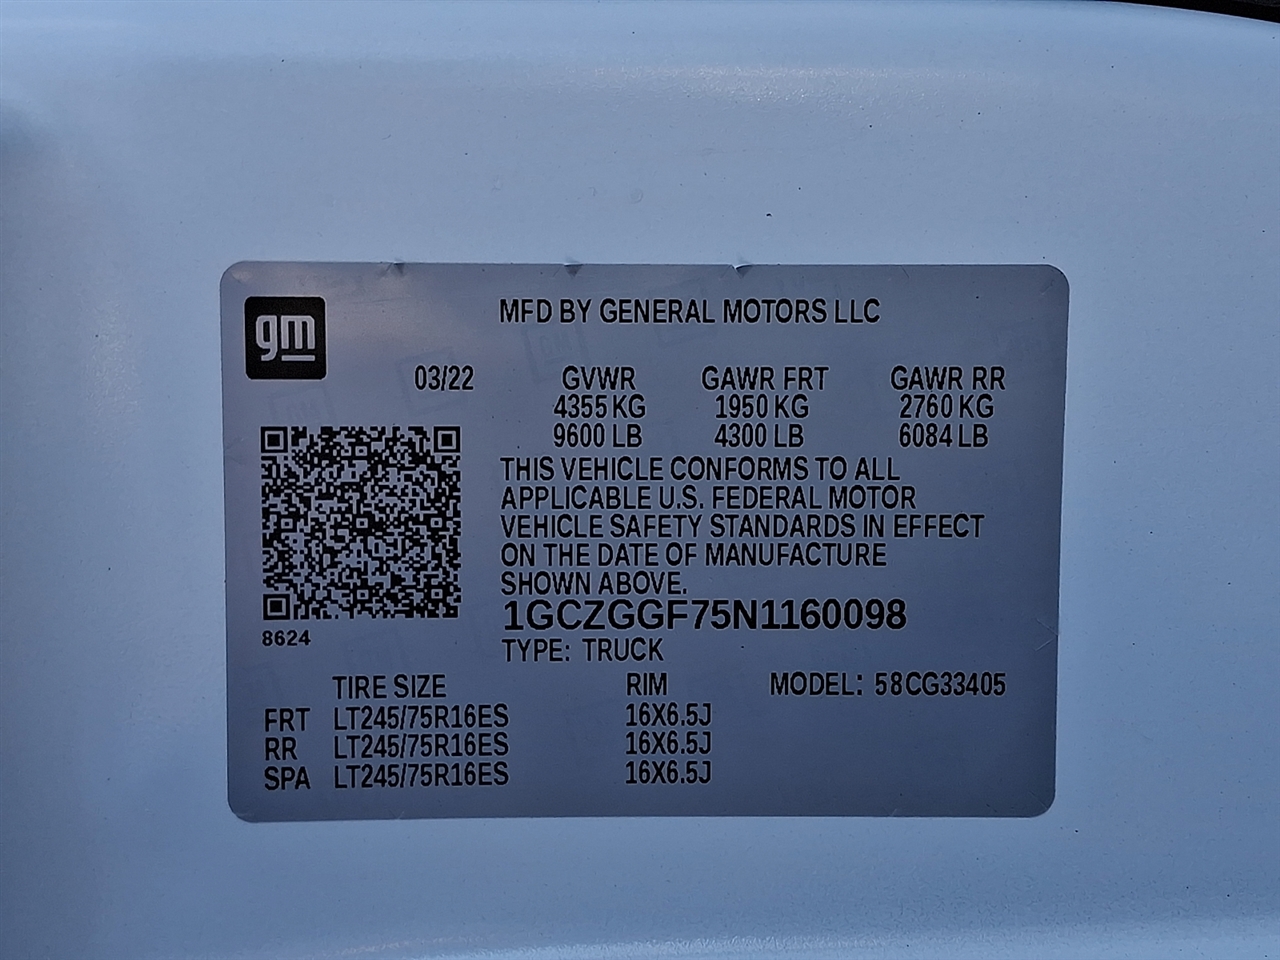 gm
MFD BY GENERAL MOTORS LLC
03/22 GVWR GAWR FRT GAWR RR
4355 KG 1950 KG 2760 KG
9600 LB 4300 LB 6084 LB
THIS VEHICLE CONFORMS TO ALL
APPLICABLE U.S. FEDERAL MOTOR
VEHICLE SAFETY STANDARDS IN EFFECT
ON THE DATE OF MANUFACTURE
SHOWN ABOVE.
1GCZGGF75N1160098
8624
TYPE: TRUCK
TIRE SIZE RIM MODEL: 58CG33405
FRT LT245/75R16ES 16X6.5J
RR LT245/75R16ES 16X6.5J
SPA LT245/75R16ES 16X6.5J